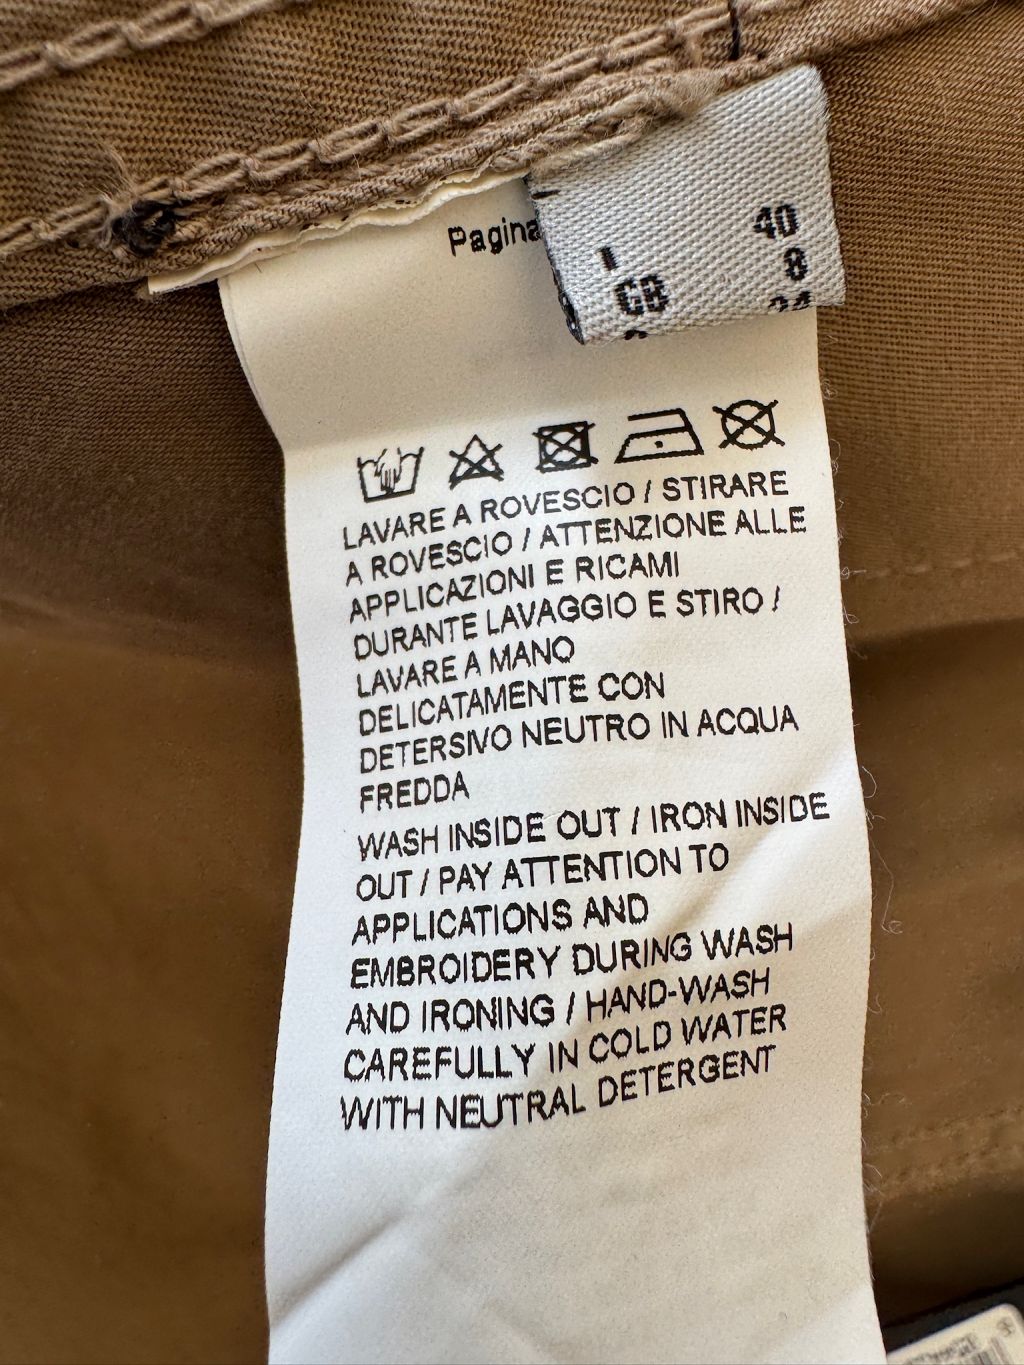 Pagina
I 40
GB 8
LAVARE A ROVESCIO / STIRARE
A ROVESCIO / ATTENZIONE ALLE
APPLICAZIONI E RICAMI
DURANTE LAVAGGIO E STIRO /
LAVARE A MANO
DELICATAMENTE CON
DETERSIVO NEUTRO IN ACQUA
FREDDA
WASH INSIDE OUT / IRON INSIDE
OUT / PAY ATTENTION TO
APPLICATIONS AND
EMBROIDERY DURING WASH
AND IRONING / HAND-WASH
CAREFULLY IN COLD WATER
WITH NEUTRAL DETERGENT